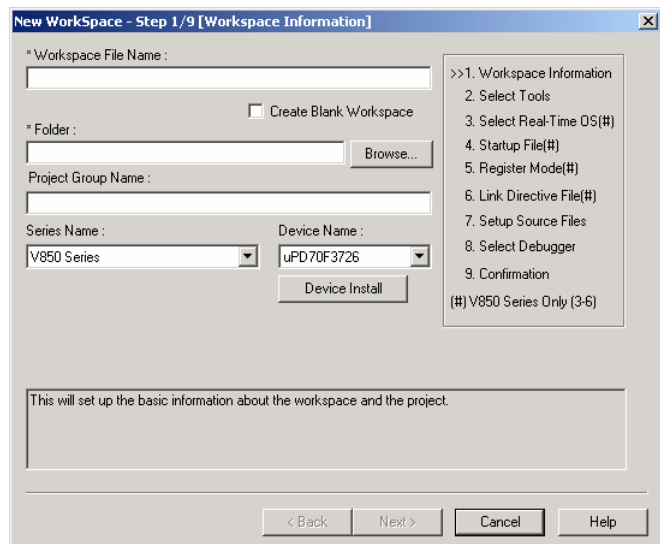 New WorkSpace - Step 1/9 [Workspace Information]
* Workspace File Name :
Create Blank Workspace
* Folder :
Browse...
Project Group Name :
Series Name :
Device Name :
V850 Series
uPD70F3726
Device Install
>>1. Workspace Information
2. Select Tools
3. Select Real-Time OS(#)
4. Startup File(#)
5. Register Mode(#)
6. Link Directive File(#)
7. Setup Source Files
8. Select Debugger
9. Confirmation
(#) V850 Series Only (3-6)
This will set up the basic information about the workspace and the project.
< Back
Next >
Cancel
Help